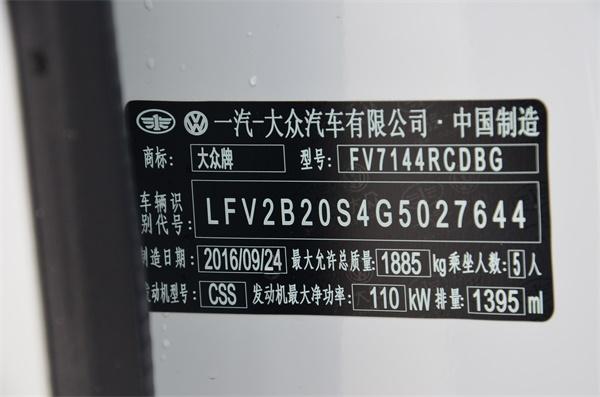 一汽-大众汽车有限公司·中国制造
商标: 大众牌 型号: FV7144RCDBG
车辆识别代号: LFV2B20S4G5027644
制造日期: 2016/09/24 最大允许总质量: 1885 kg 乘坐人数: 5 人
发动机型号: CSS 发动机最大净功率: 110 kW 排量: 1395 ml